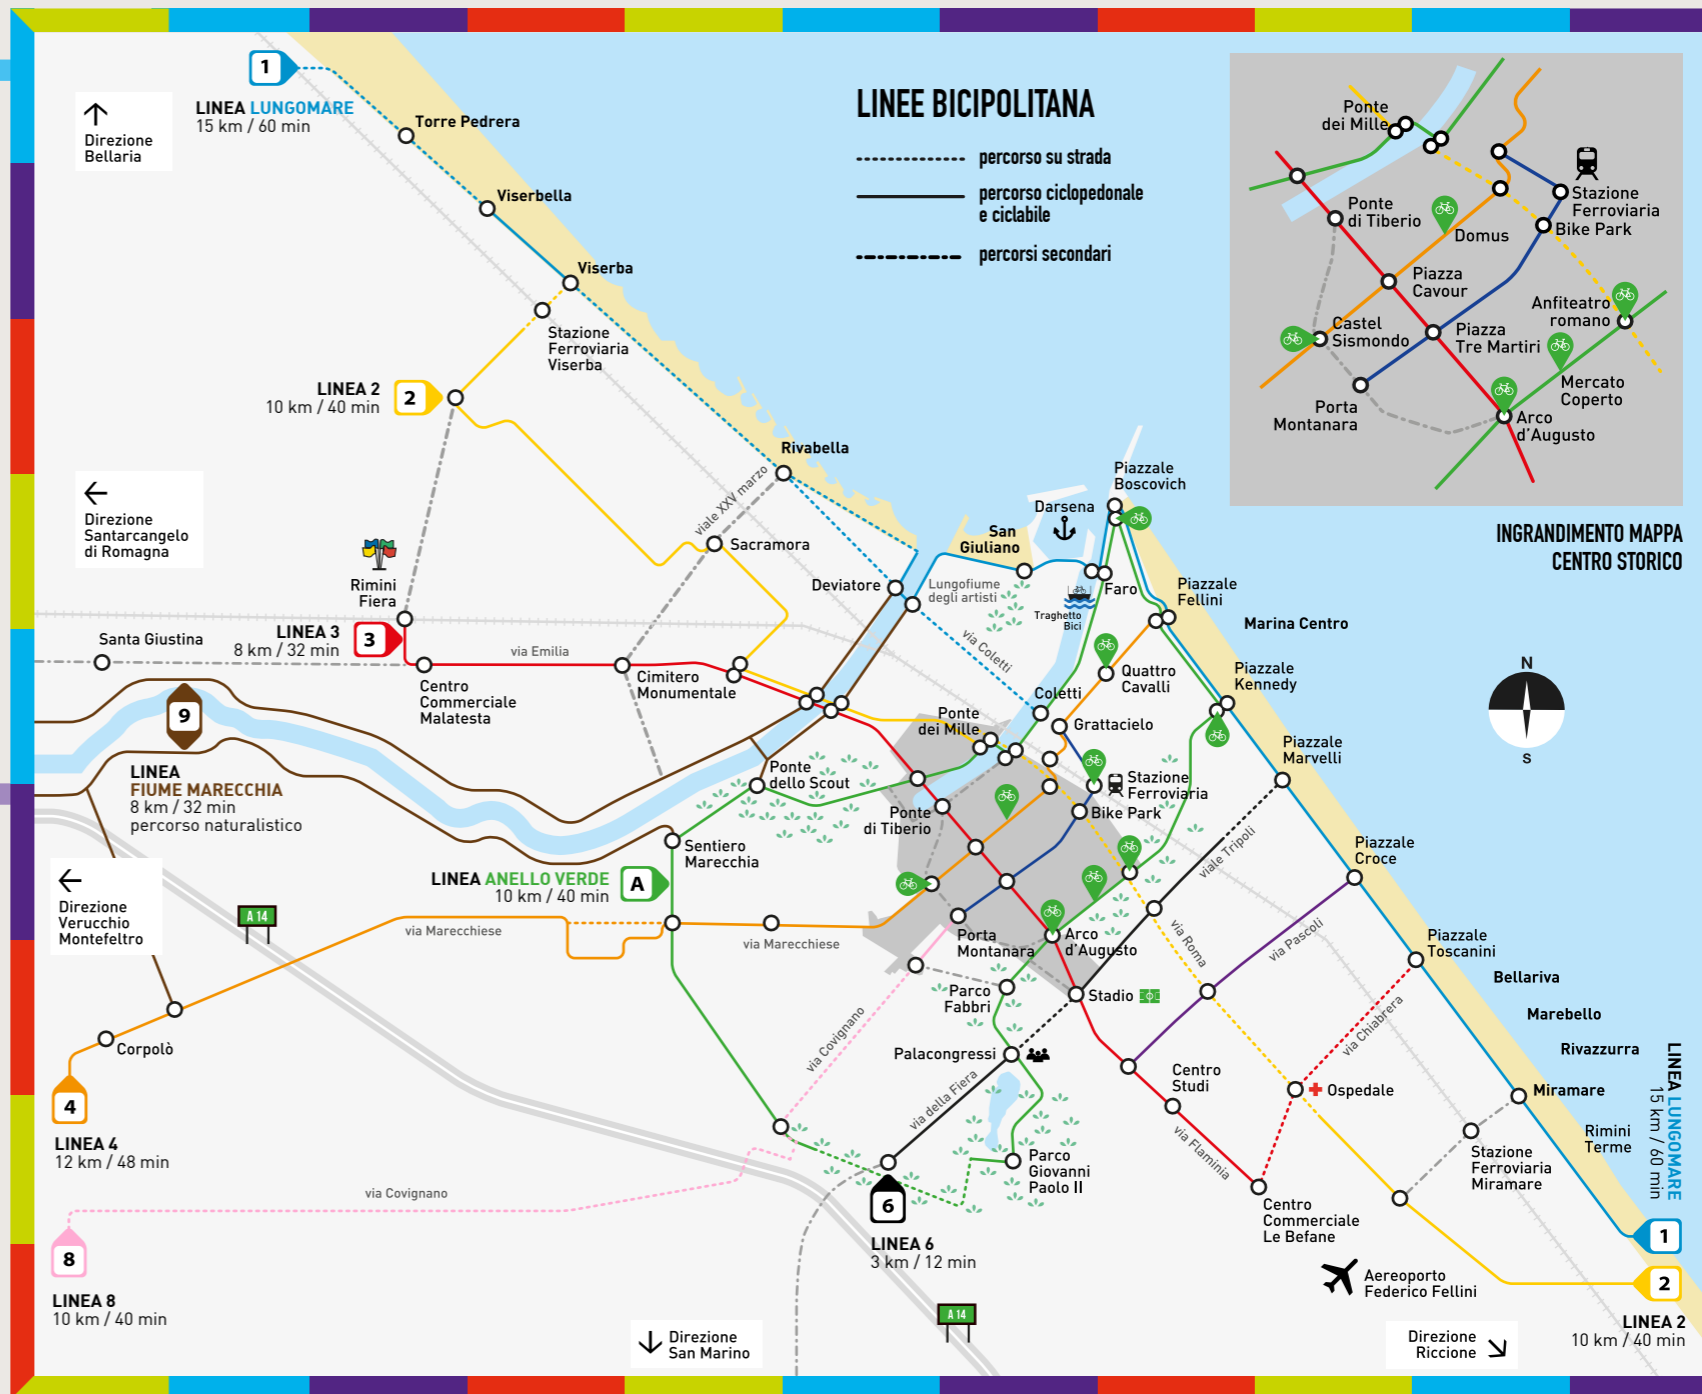 1
LINEA LUNGOMARE
15 km / 60 min
Direzione
Bellaria
Torre Pedrera
Viserbella
Viserba
Stazione
Ferroviaria
Viserba
LINEA 2
10 km / 40 min
2
LINEE BICIPOLITANA
percorso su strada
percorso ciclopedonale
e ciclabile
percorsi secondari
Ponte
dei Mille
Stazione
Ferroviaria
Bike Park
Ponte
di Tiberio
Domus
Piazza
Cavour
Anfiteatro
romano
Castel
Sismondo
Piazza
Tre Martiri
Mercato
Coperto
Porta
Montanara
Arco
d'Augusto
INGRANDIMENTO MAPPA
CENTRO STORICO
Rivabella
viale XXV marzo
Sacramora
Direzione
Santarcangelo
di Romagna
Rimini
Fiera
Santa Giustina
LINEA 3
8 km / 32 min
3
via Emilia
Centro
Commerciale
Malatesta
Cimitero
Monumentale
Deviatore
Lungofiume
degli artisti
San
Giuliano
Darsena
Piazzale
Boscovich
Faro
Traghetto
Bici
Piazzale
Fellini
Marina Centro
via Coletti
Coletti
Quattro
Cavalli
Grattacielo
Piazzale
Kennedy
Piazzale
Marvelli
N
S
9
LINEA
FIUME MARECCHIA
8 km / 32 min
percorso naturalistico
Ponte
dello Scout
Ponte
dei Mille
Ponte
di Tiberio
Stazione
Ferroviaria
Bike Park
Sentiero
Marecchia
LINEA ANELLO VERDE
10 km / 40 min
A
viale Tripoli
Piazzale
Croce
Direzione
Verucchio
Montefeltro
A 14
via Marecchiese
via Marecchiese
Porta
Montanara
Arco
d'Augusto
via Roma
via Pascoli
Piazzale
Toscanini
Bellariva
Parco
Fabbri
Stadio
Marebello
via Chiabrera
Rivazzurra
Corpolò
via Covignano
Palacongressi
Centro
Studi
Ospedale
Miramare
4
LINEA 4
12 km / 48 min
via della Fiera
via Flaminia
Rimini
Terme
Stazione
Ferroviaria
Miramare
LINEA LUNGOMARE
15 km / 60 min
Parco
Giovanni
Paolo II
via Covignano
6
LINEA 6
3 km / 12 min
Centro
Commerciale
Le Befane
1
8
LINEA 8
10 km / 40 min
Aereoporto
Federico Fellini
2
LINEA 2
10 km / 40 min
A 14
Direzione
San Marino
Direzione
Riccione